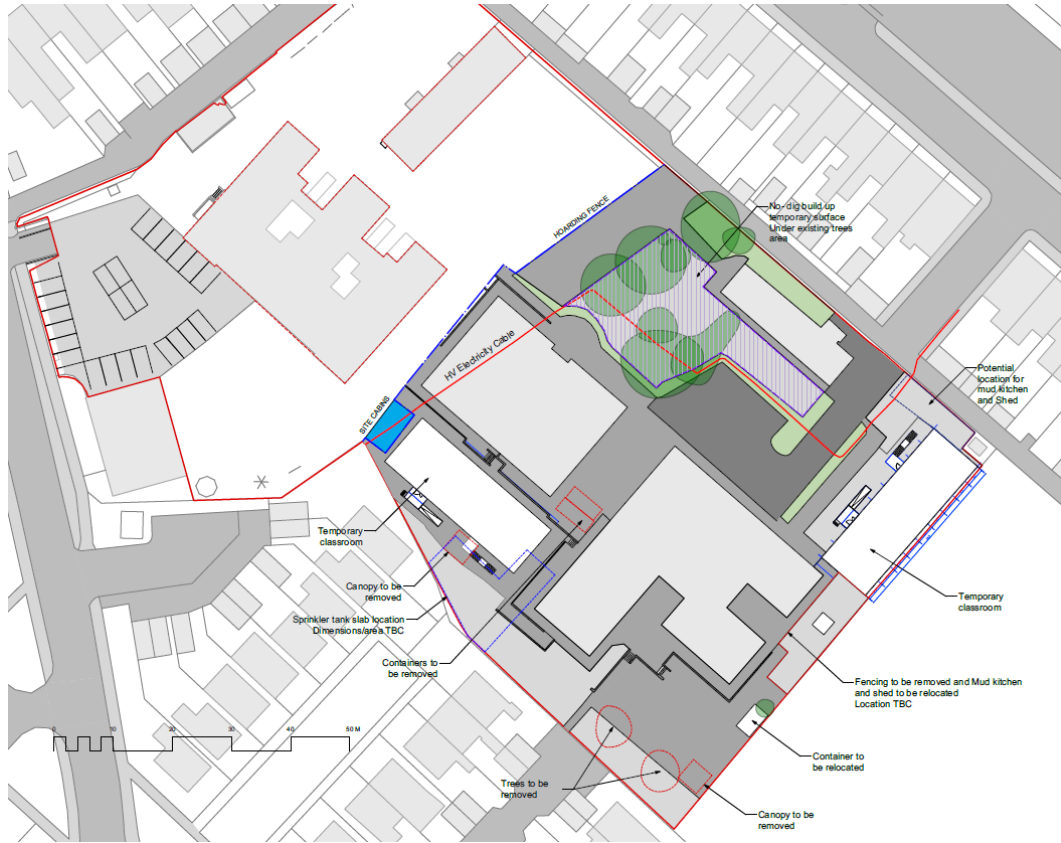 No- dig build up
temporary surface
Under existing trees
area
HOARDING FENCE
HV Electricity Cable
SITE CABINS
Potential
location for
mud kitchen
and Shed
Temporary
classroom
Canopy to be
removed
Sprinkler tank slab location
Dimensions/area TBC
Containers to
be removed
Temporary
classroom
Fencing to be removed and Mud kitchen
and shed to be relocated
Location TBC
Container to
be relocated
Trees to be
removed
Canopy to be
removed
0
10
20
30
40
50 M